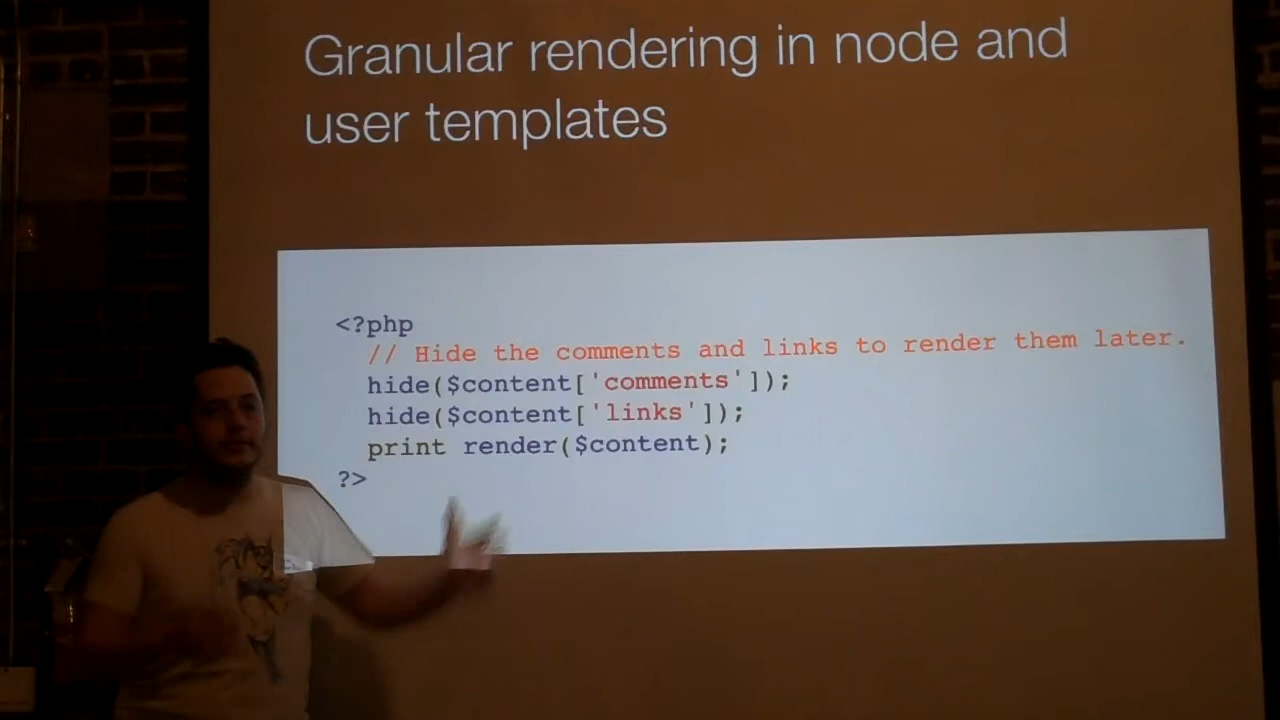 Granular rendering in node and
user templates
<?php
// Hide the comments and links to render them later.
hide($content['comments']);
hide($content['links']);
print render($content);
?>